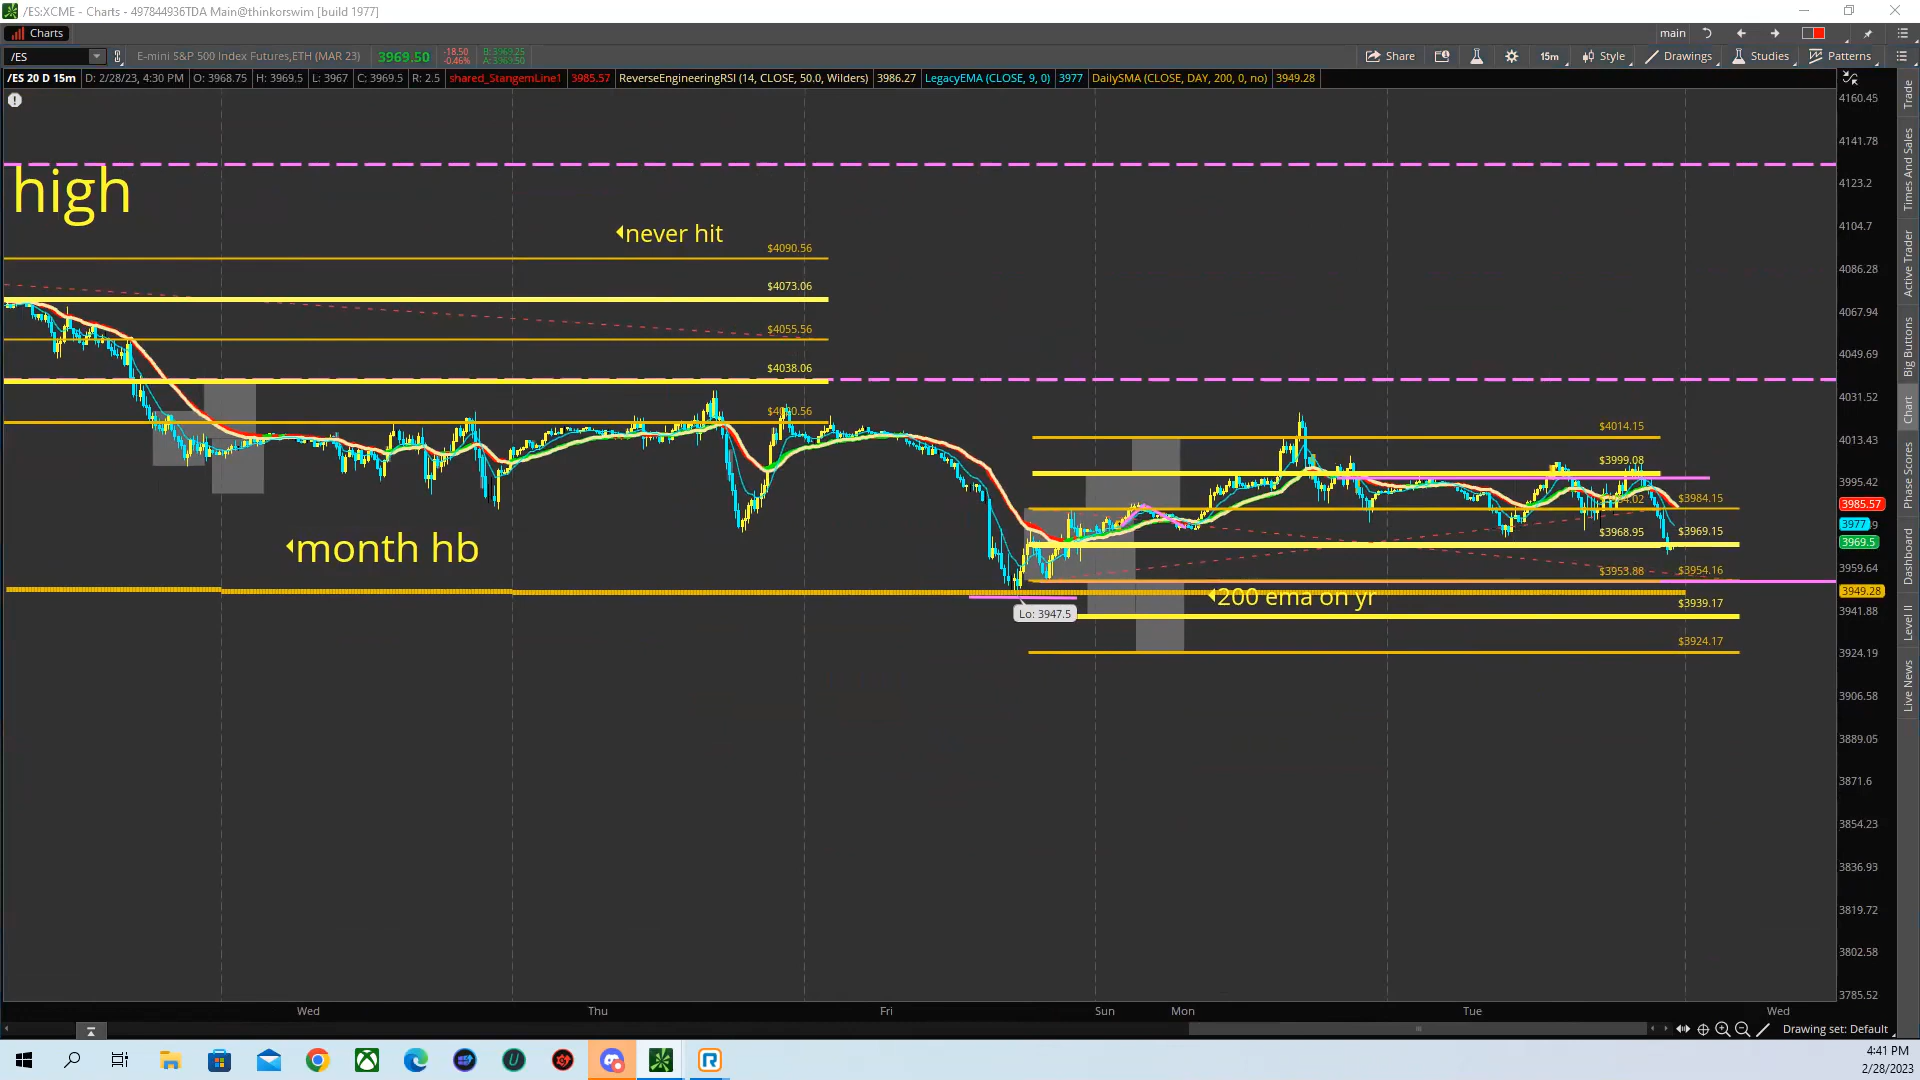 /ES:XCME - Charts - 497844936TDA Main@thinkorswim [build 1977]
Charts
main
/ES
E-mini S&P 500 Index Futures,ETH (MAR 23)
3969.50
-18.50
-0.46%
B: 3969.25
A: 3969.50
Share
15m
Style
Drawings
Studies
Patterns
/ES 20 D 15m
D: 2/28/23, 4:30 PM
O: 3968.75
H: 3969.5
L: 3967
C: 3969.5
R: 2.5
shared_StangemLine1
3985.57
ReverseEngineeringRSI (14, CLOSE, 50.0, Wilders)
3986.27
LegacyEMA (CLOSE, 9, 0)
3977
DailySMA (CLOSE, DAY, 200, 0, no)
3949.28
high
never hit
$4090.56
$4073.06
$4055.56
$4038.06
month hb
Lo: 3947.5
200 ema on yr
$4014.15
$3999.08
$3984.15
$3968.95
$3969.15
$3953.88
$3954.16
$3939.17
$3924.17
4160.45
4141.78
4123.2
4104.7
4086.28
4067.94
4049.69
4031.52
4013.43
3995.42
3985.57
3977
3969.5
3959.64
3949.28
3941.88
3924.19
3906.58
3889.05
3871.6
3854.23
3836.93
3819.72
3802.58
3785.52
Trade
Times And Sales
Active Trader
Big Buttons
Chart
Phase Scores
Dashboard
Level II
Live News
Wed
Thu
Fri
Sun
Mon
Tue
Wed
Drawing set: Default
4:41 PM
2/28/2023